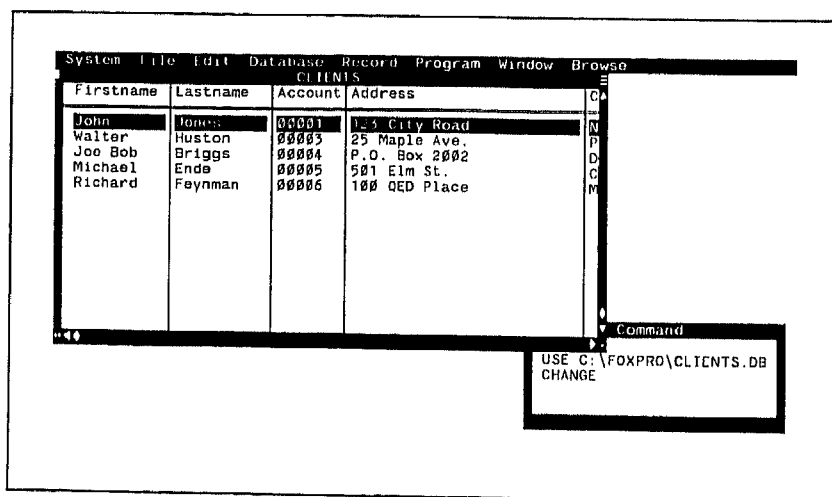 System File Edit Database Record Program Window Browse
CLIENTS
Firstname Lastname Account Address C
John Jones 00001 123 City Road N
Walter Huston 00003 25 Maple Ave. P
Joo Bob Briggs 00004 P.O. Box 2002 D
Michael Ende 00005 501 Elm St. C
Richard Feynman 00006 100 QED Place M
Command
USE C:\FOXPRO\CLIENTS.DB
CHANGE